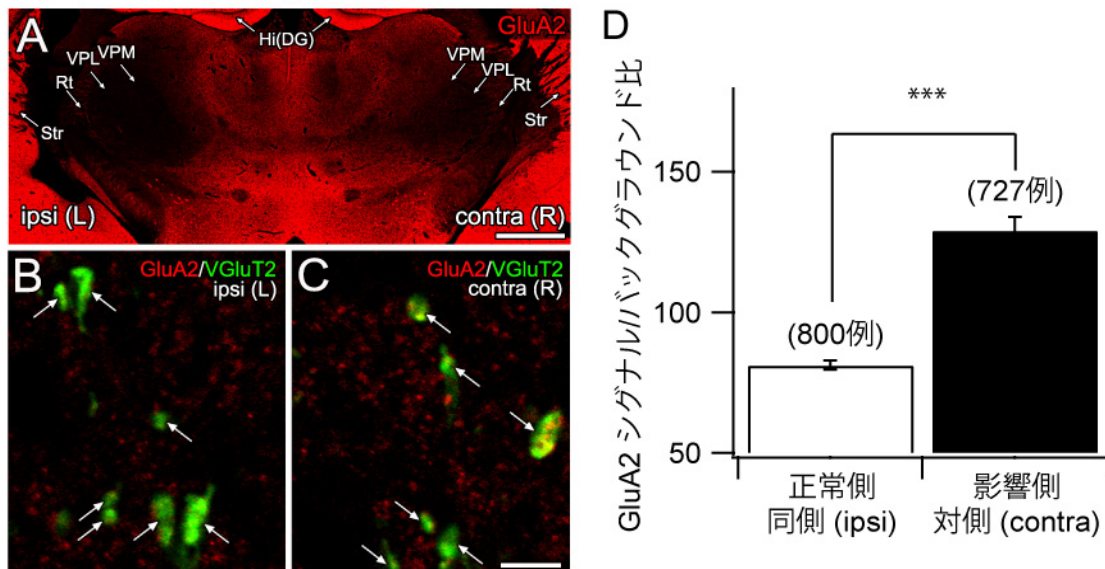 A
GluA2
Hi(DG)
VPM
VPL
Rt
Str
VPM
VPL
Rt
Str
ipsi (L)
contra (R)
B
GluA2/VGluT2
ipsi (L)
C
GluA2/VGluT2
contra (R)
D
GluA2 シグナル/バックグラウンド比
***
150
(727例)
100
(800例)
50
正常側
同側 (ipsi)
影響側
対側 (contra)